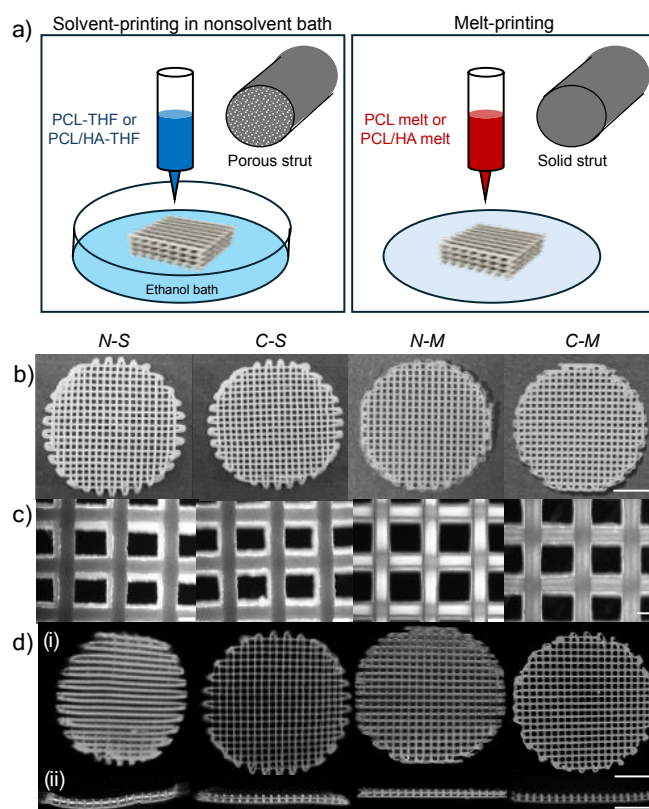 a)
Solvent-printing in nonsolvent bath
PCL-THF or
PCL/HA-THF
Porous strut
Ethanol bath
Melt-printing
PCL melt or
PCL/HA melt
Solid strut
N-S C-S N-M C-M
b)
c)
d) (i)
(ii)